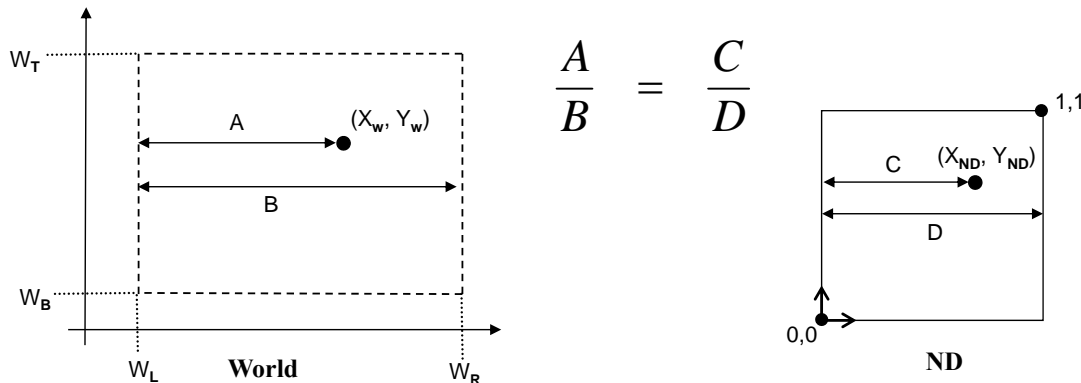 W_T
A
(X_W, Y_W)
B
W_B
W_L
World
W_R
A/B = C/D
1,1
(X_ND, Y_ND)
C
D
0,0
ND